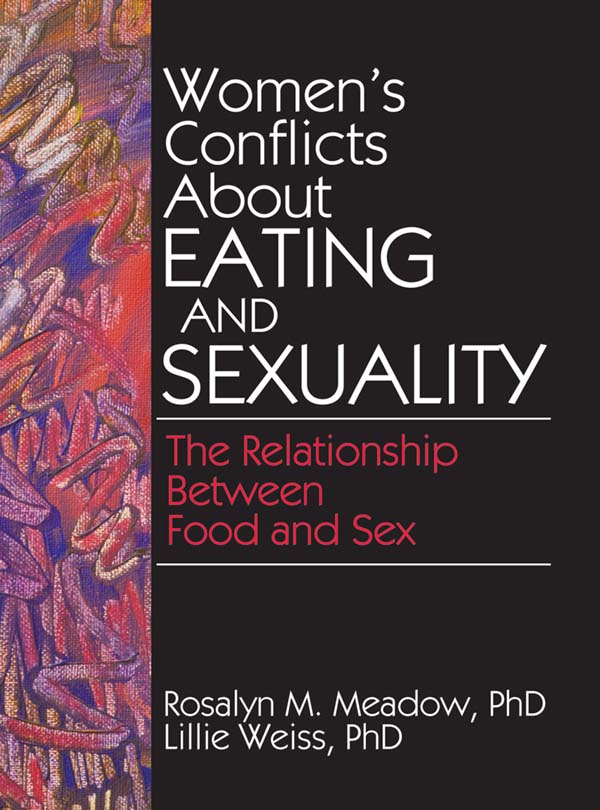 Women’s
Conflicts
About
EATING
AND
SEXUALITY
The Relationship
Between
Food and Sex
Rosalyn M. Meadow, PhD
Lillie Weiss, PhD